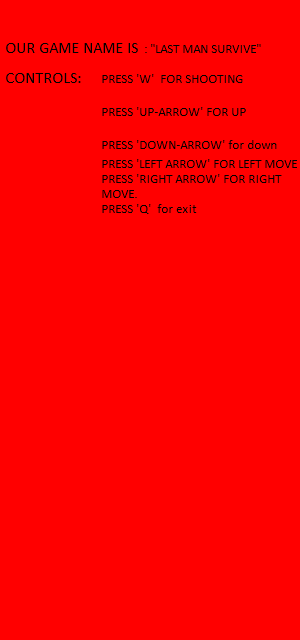 OUR GAME NAME IS : "LAST MAN SURVIVE"
CONTROLS: PRESS 'W' FOR SHOOTING
PRESS 'UP-ARROW' FOR UP
PRESS 'DOWN-ARROW' for down
PRESS 'LEFT ARROW' FOR LEFT MOVE
PRESS 'RIGHT ARROW' FOR RIGHT
MOVE.
PRESS 'Q' for exit